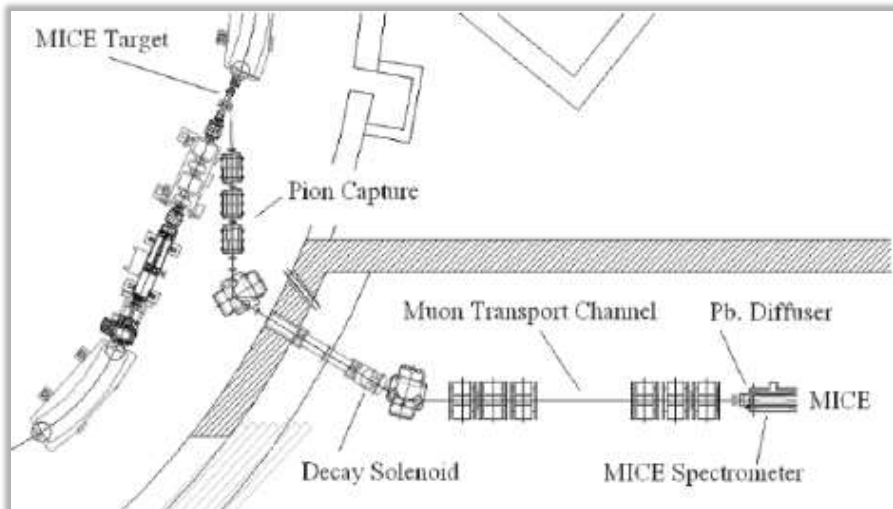 MICE Target
Pion Capture
Muon Transport Channel
Pb. Diffuser
MICE
Decay Solenoid
MICE Spectrometer